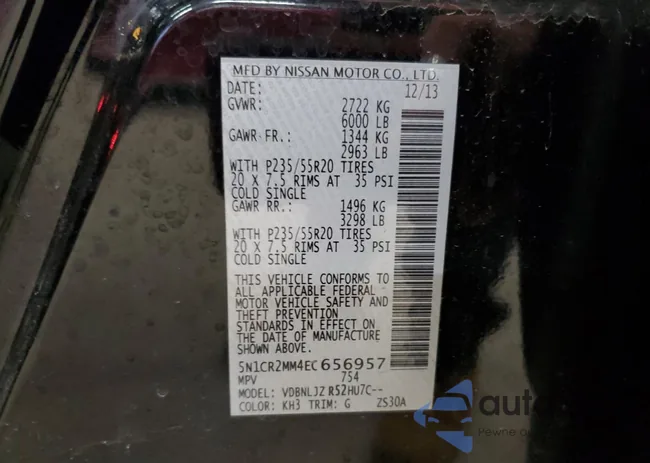 MFD BY NISSAN MOTOR CO., LTD.
DATE: 12/13
GVWR: 2722 KG
6000 LB
GAWR FR.: 1344 KG
2963 LB
WITH P235/55R20 TIRES
20 X 7.5 RIMS AT 35 PSI
COLD SINGLE
GAWR RR.: 1496 KG
3298 LB
WITH P235/55R20 TIRES
20 X 7.5 RIMS AT 35 PSI
COLD SINGLE
THIS VEHICLE CONFORMS TO
ALL APPLICABLE FEDERAL
MOTOR VEHICLE SAFETY AND
THEFT PREVENTION
STANDARDS IN EFFECT ON THE
DATE OF MANUFACTURE
SHOWN ABOVE.
5N1CR2MM4EC656957
MPV 754
MODEL: VDBNLJZ R52HU7C--
COLOR: KH3 TRIM: G ZS30A
auto
Pewne